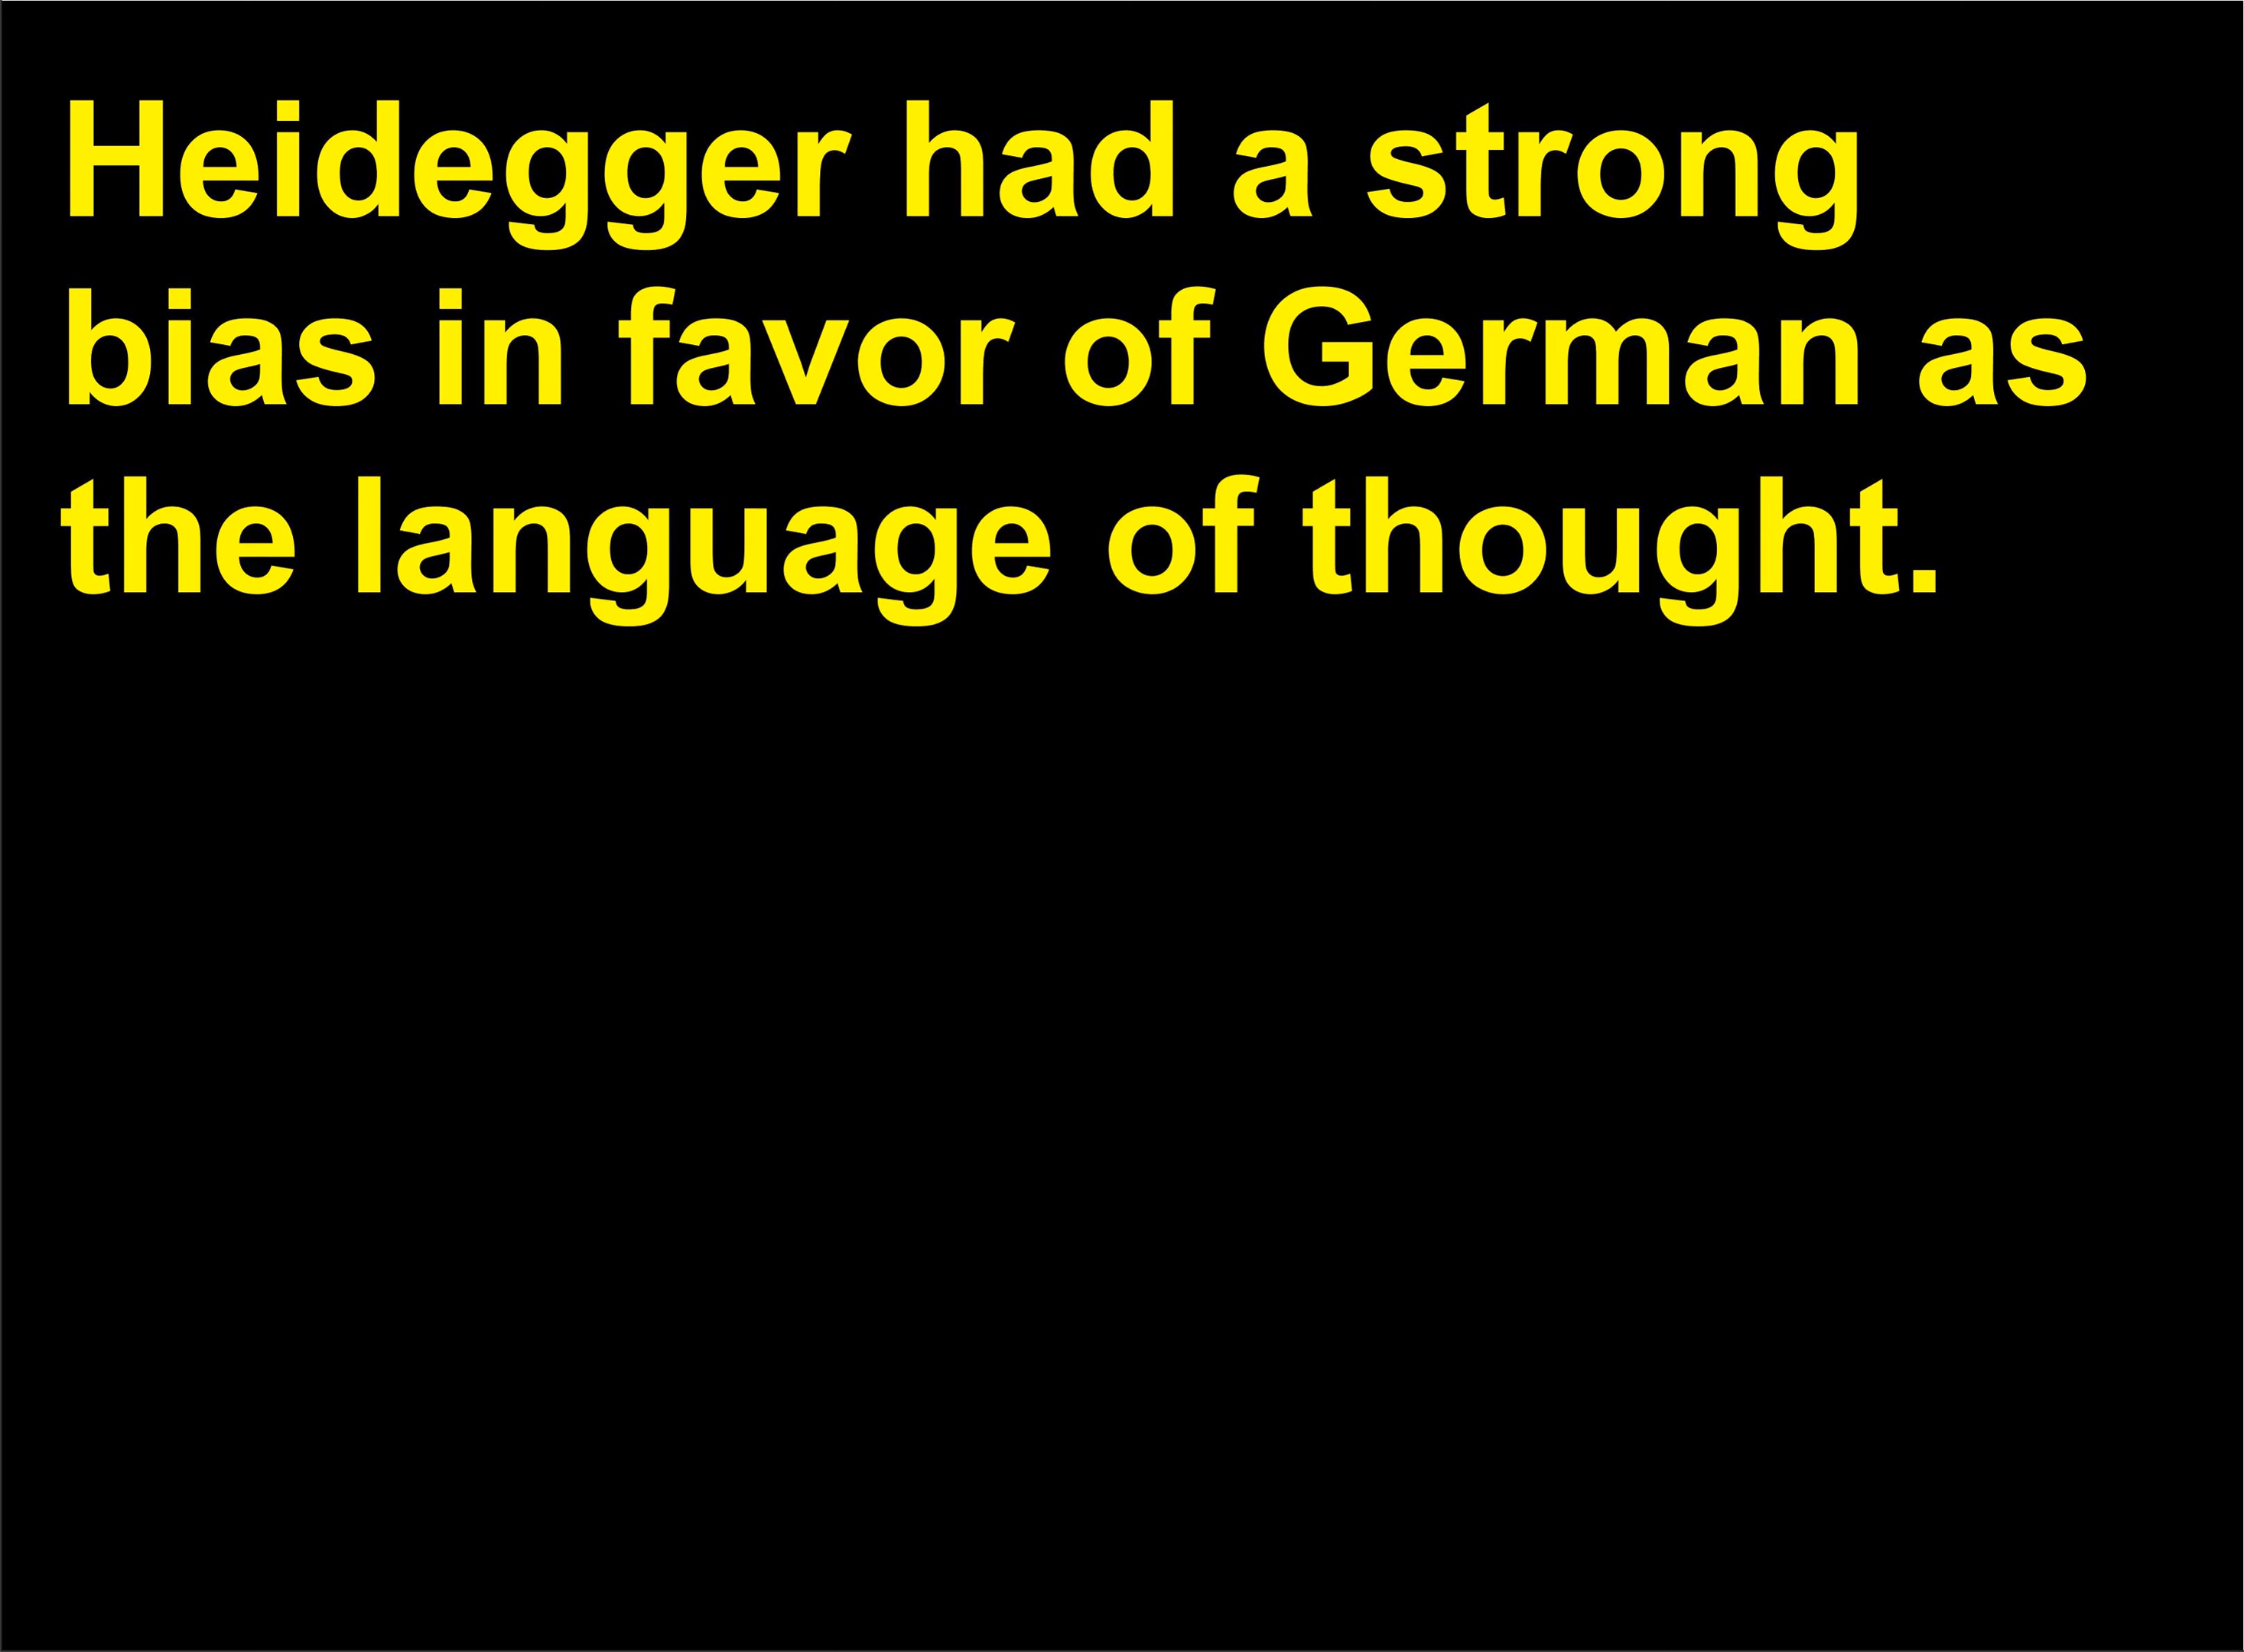 Heidegger had a strong
bias in favor of German as
the language of thought.